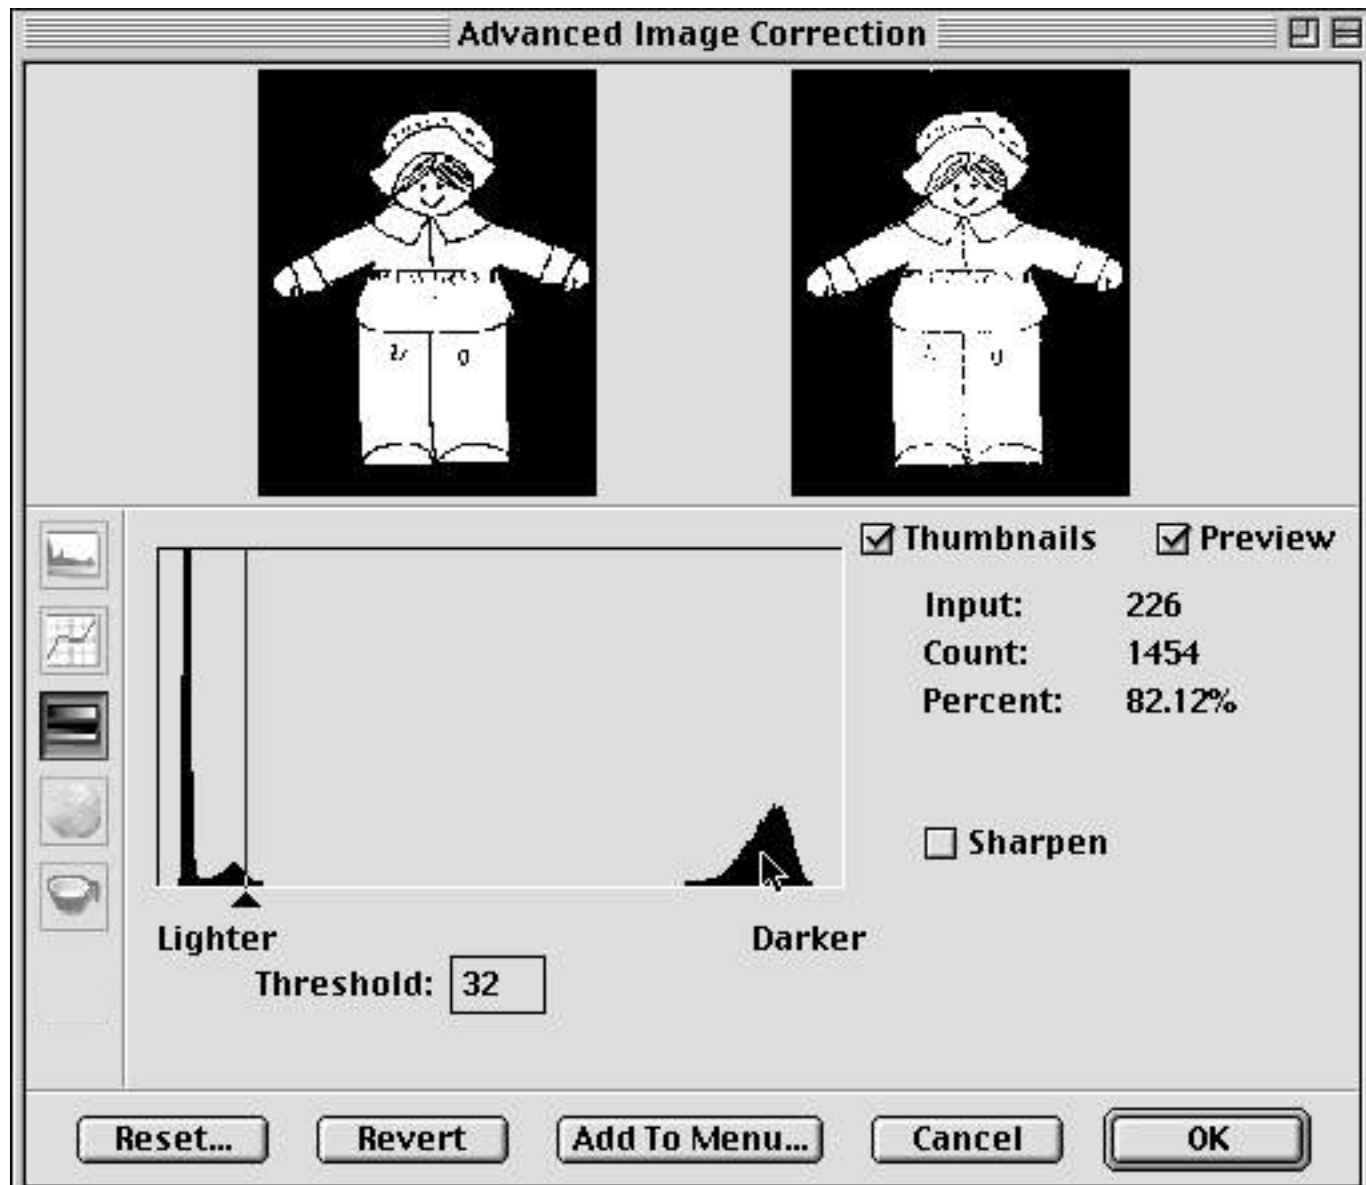 Advanced Image Correction
Thumbnails Preview
Input: 226
Count: 1454
Percent: 82.12%
Sharpen
Lighter Darker
Threshold: 32
Reset... Revert Add To Menu... Cancel OK